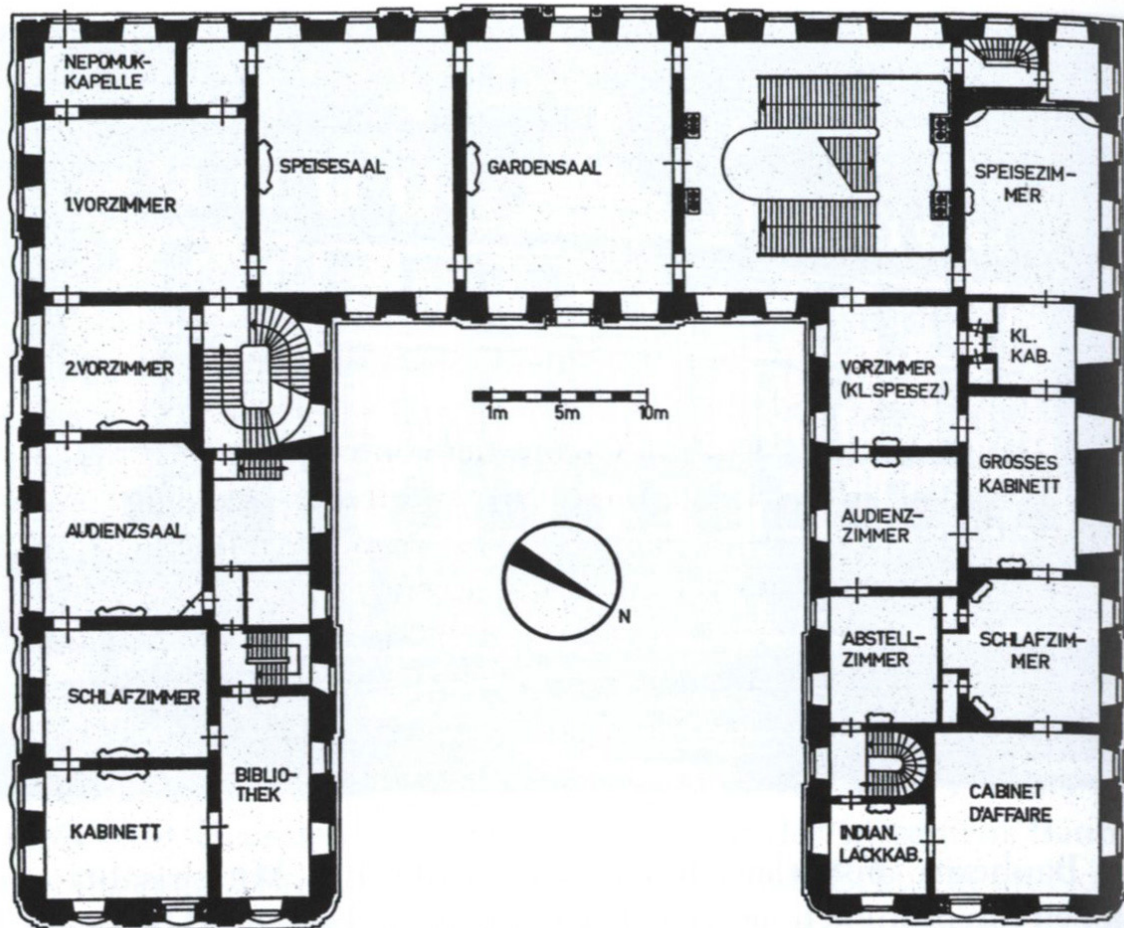 NEPOMUK-
KAPELLE
SPEISESAAL
GARDENSAAL
SPEISEZIM-
MER
1.VORZIMMER
2.VORZIMMER
VORZIMMER
(KL.SPEISEZ.)
KL.
KAB.
1m 5m 10m
AUDIENZSAAL
AUDIENZ-
ZIMMER
GROSSES
KABINETT
N
SCHLAFZIMMER
ABSTELL-
ZIMMER
SCHLAFZIM-
MER
BIBLIO-
THEK
KABINETT
INDIAN.
LACKKAB.
CABINET
D'AFFAIRE